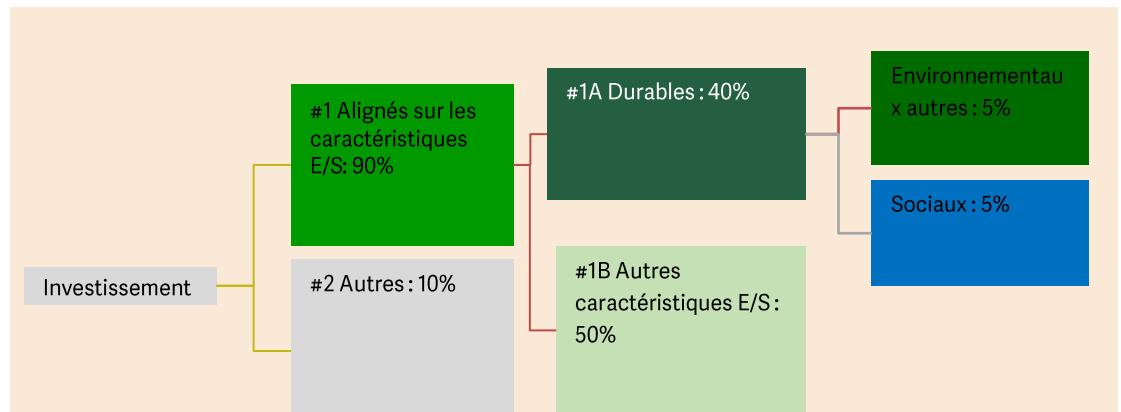 Investissement
#1 Alignés sur les
caractéristiques
E/S: 90%
#2 Autres : 10%
#1A Durables : 40%
#1B Autres
caractéristiques E/S :
50%
Environnementau
x autres : 5%
Sociaux : 5%